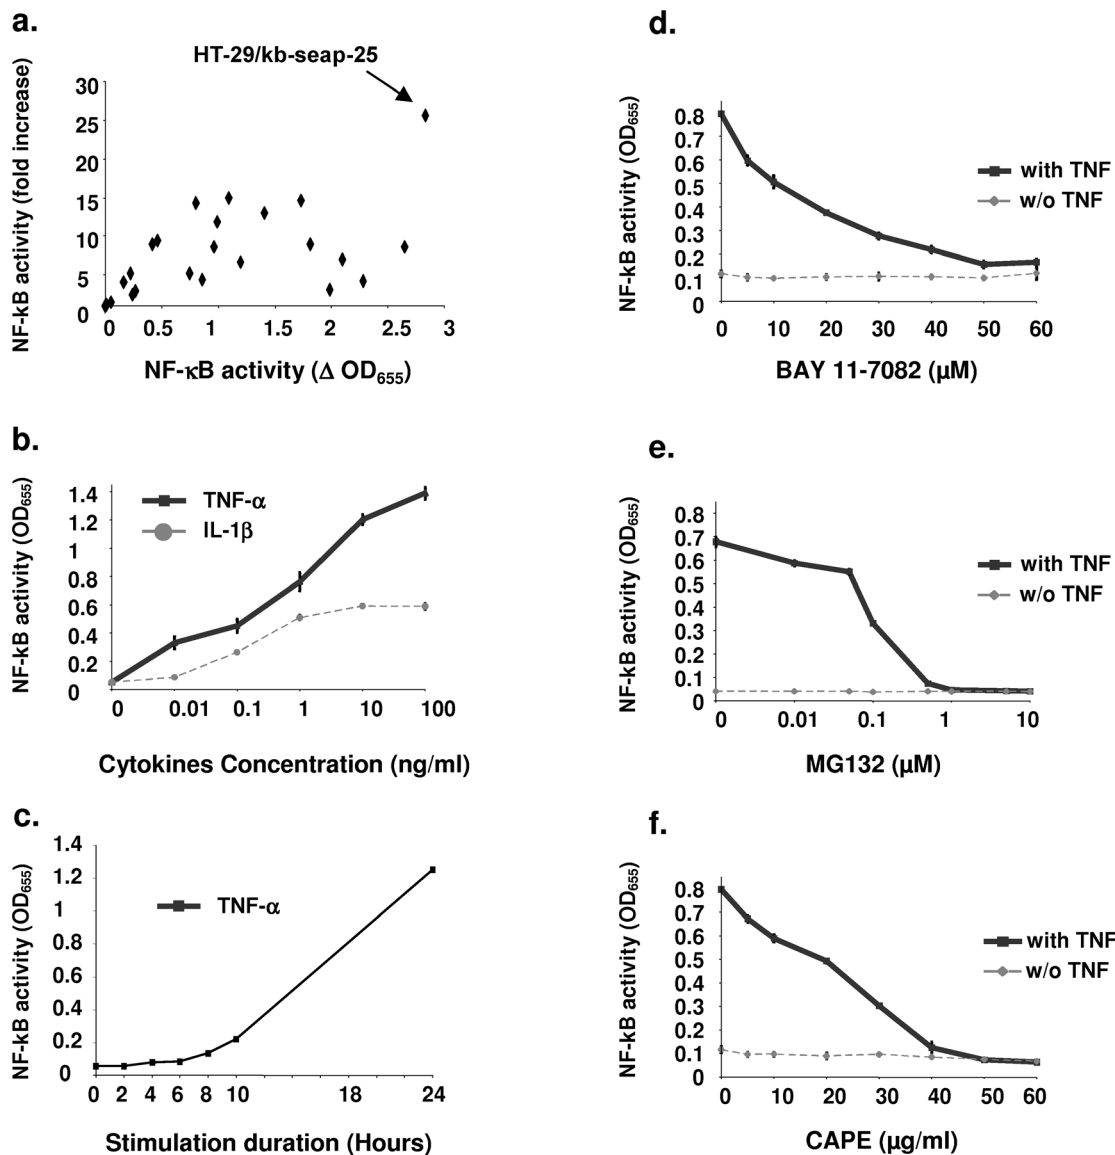 a.
HT-29/kb-seap-25
NF-kB activity (fold increase)
30
25
20
15
10
5
0
0 0.5 1 1.5 2 2.5 3
NF-κB activity (Δ OD655)
b.
NF-kB activity (OD655)
1.4
1.2
1
0.8
0.6
0.4
0.2
0
TNF-α
IL-1β
0 0.01 0.1 1 10 100
Cytokines Concentration (ng/ml)
c.
NF-kB activity (OD655)
1.4
1.2
1
0.8
0.6
0.4
0.2
0
TNF-α
0 2 4 6 8 10 18 24
Stimulation duration (Hours)
d.
NF-kB activity (OD655)
0.8
0.7
0.6
0.5
0.4
0.3
0.2
0.1
0
with TNF
w/o TNF
0 10 20 30 40 50 60
BAY 11-7082 (µM)
e.
NF-kB activity (OD655)
0.8
0.7
0.6
0.5
0.4
0.3
0.2
0.1
0
with TNF
w/o TNF
0 0.01 0.1 1 10
MG132 (µM)
f.
NF-kB activity (OD655)
0.8
0.7
0.6
0.5
0.4
0.3
0.2
0.1
0
with TNF
w/o TNF
0 10 20 30 40 50 60
CAPE (µg/ml)